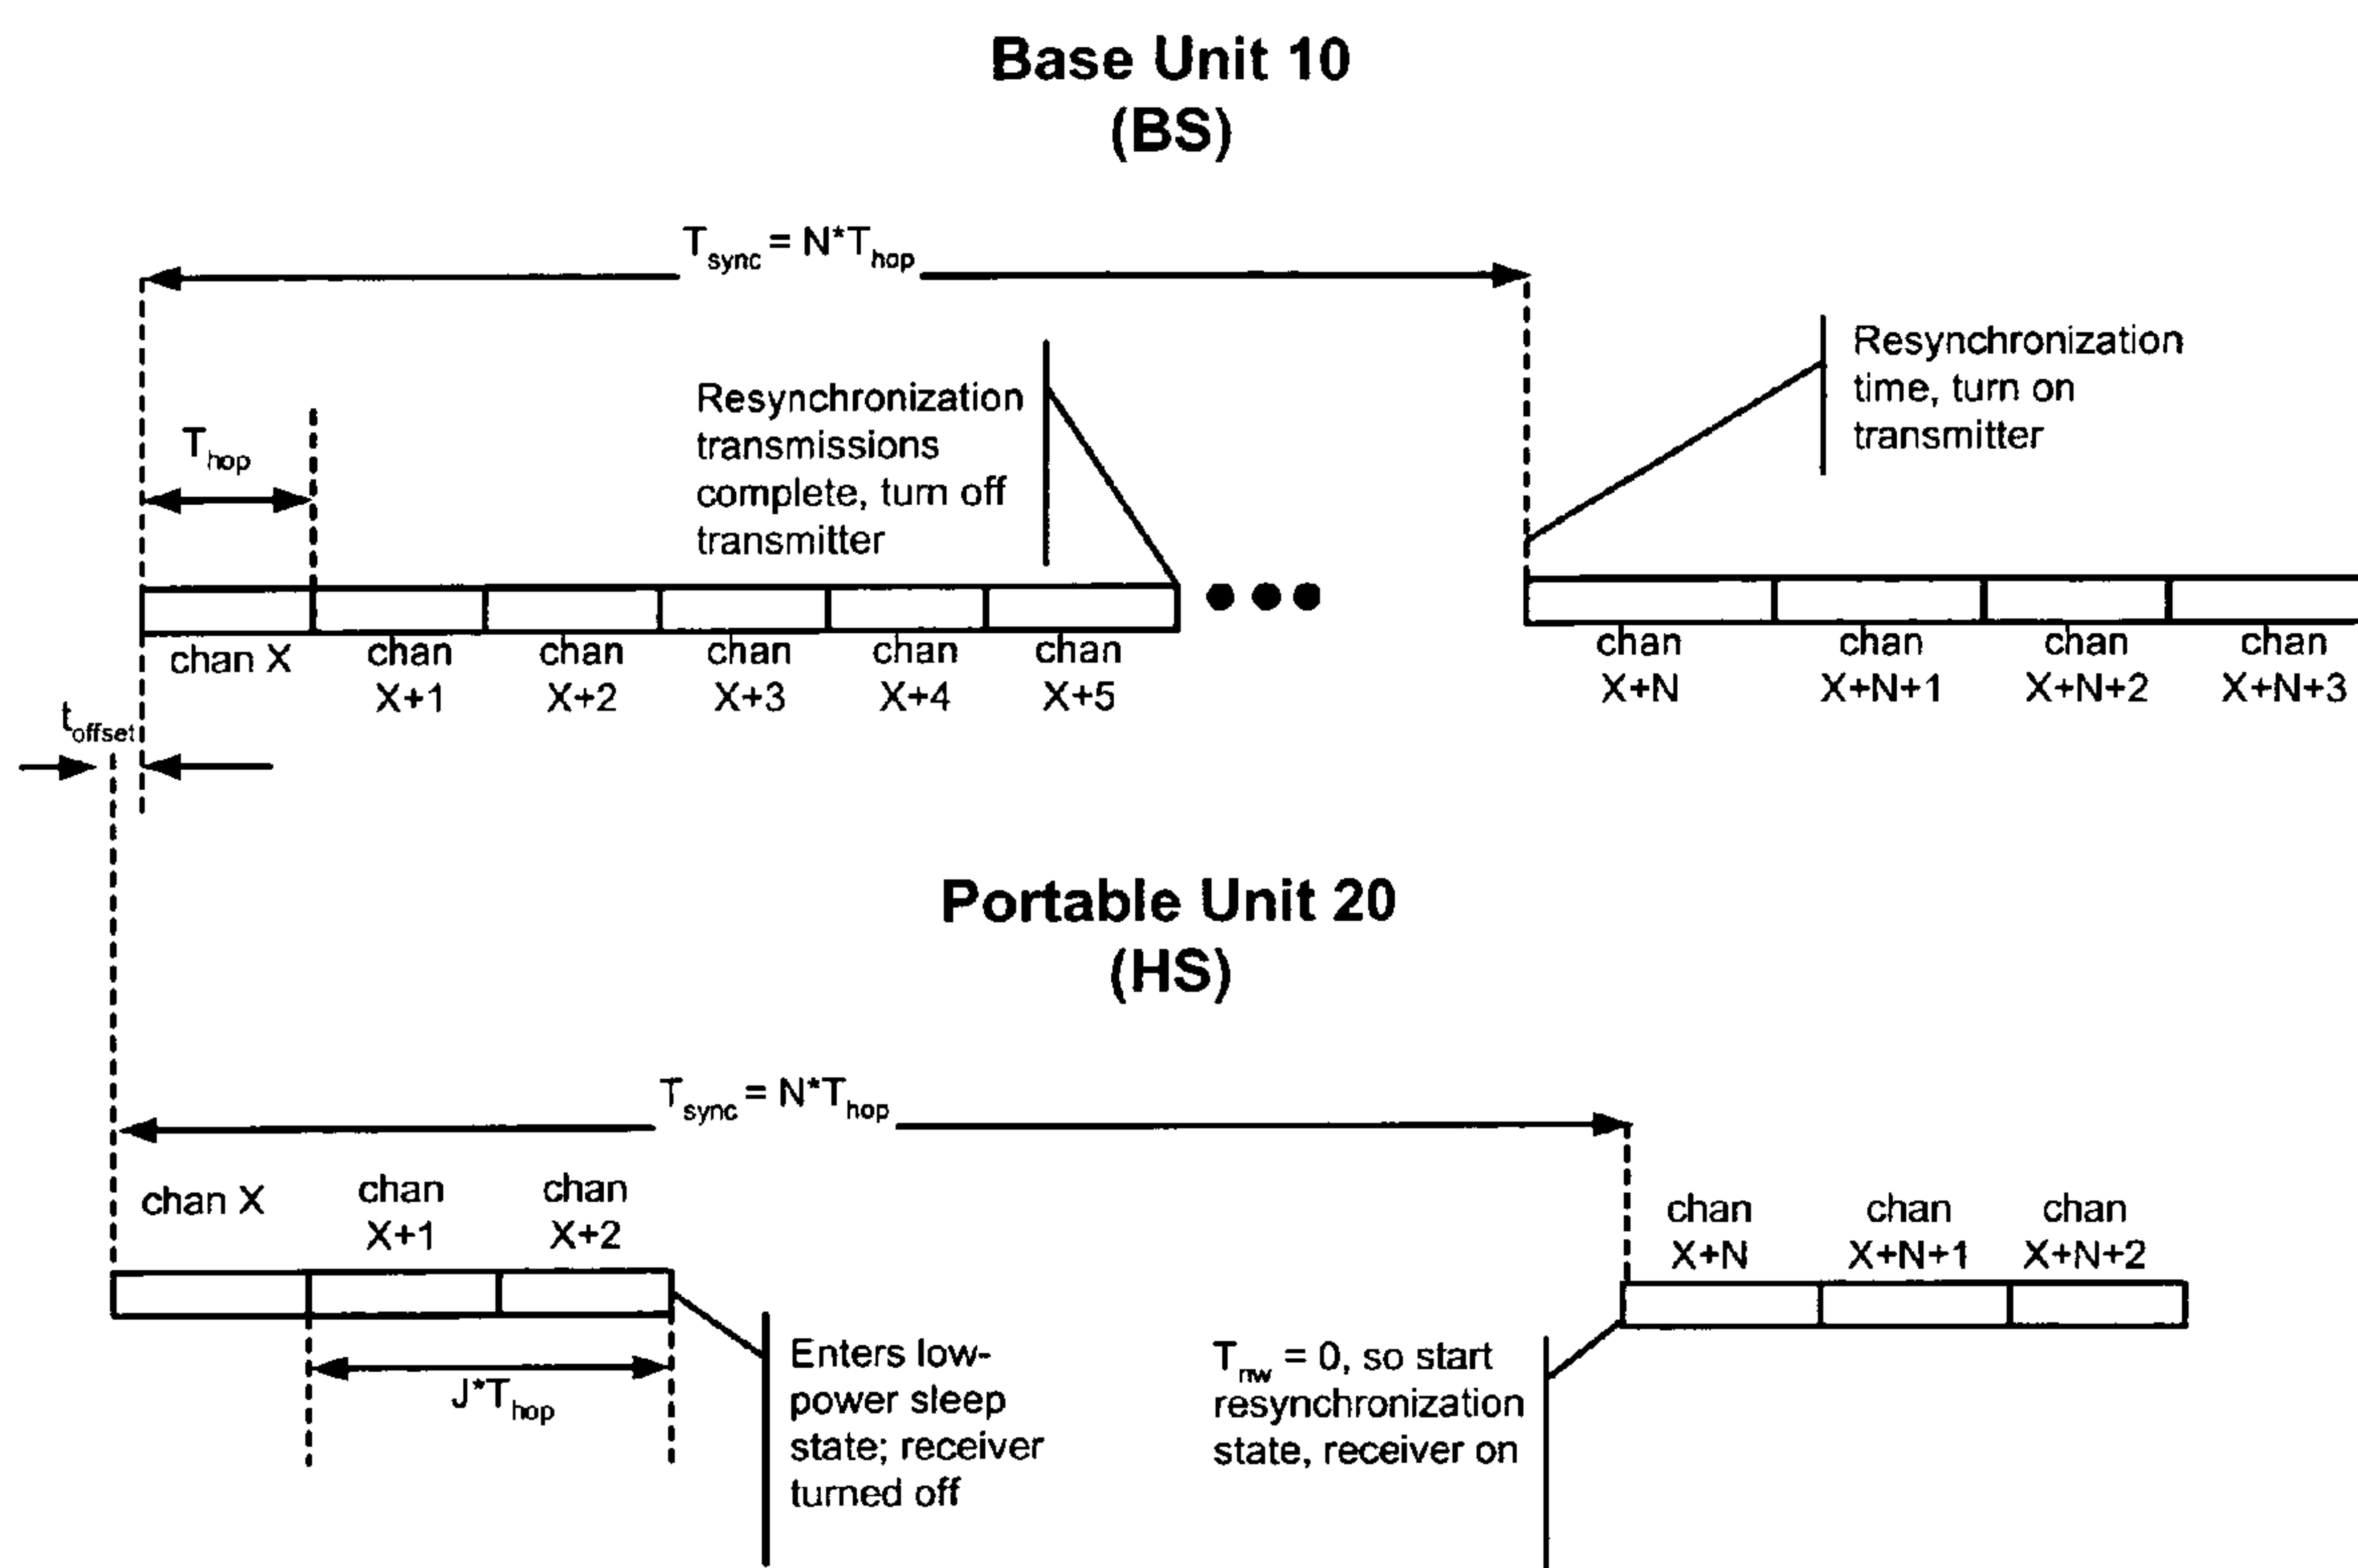 Base Unit 10
(BS)
T_sync = N*T_hop
Resynchronization
time, turn on
transmitter
Resynchronization
transmissions
complete, turn off
transmitter
T_hop
chan X
chan
X+1
chan
X+2
chan
X+3
chan
X+4
chan
X+5
chan
X+N
chan
X+N+1
chan
X+N+2
chan
X+N+3
t_offset
Portable Unit 20
(HS)
T_sync = N*T_hop
chan X
chan
X+1
chan
X+2
chan
X+N
chan
X+N+1
chan
X+N+2
J*T_hop
Enters low-
power sleep
state; receiver
turned off
T_nw = 0, so start
resynchronization
state, receiver on